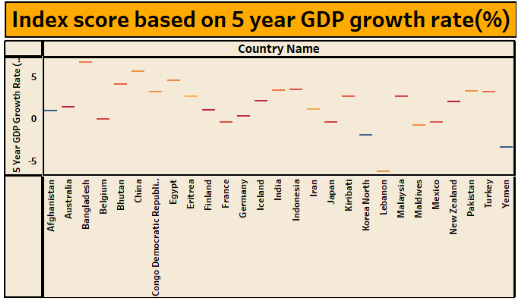 Index score based on 5 year GDP growth rate(%)
Country Name
5 Year GDP Growth Rate (..
5
0
-5
Afghanistan
Australia
Bangladesh
Belgium
Bhutan
China
Congo Democratic Republi..
Egypt
Eritrea
Finland
France
Germany
Iceland
India
Indonesia
Iran
Japan
Kiribati
Korea North
Lebanon
Malaysia
Maldives
Mexico
New Zealand
Pakistan
Turkey
Yemen